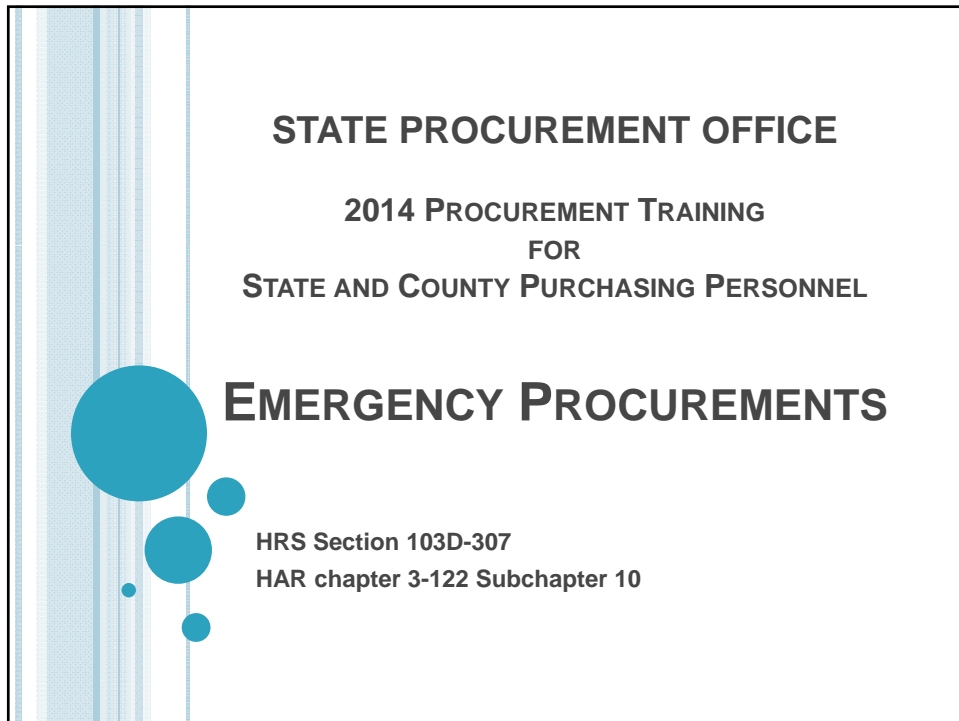 STATE PROCUREMENT OFFICE
2014 PROCUREMENT TRAINING
FOR
STATE AND COUNTY PURCHASING PERSONNEL
EMERGENCY PROCUREMENTS
HRS Section 103D-307
HAR chapter 3-122 Subchapter 10